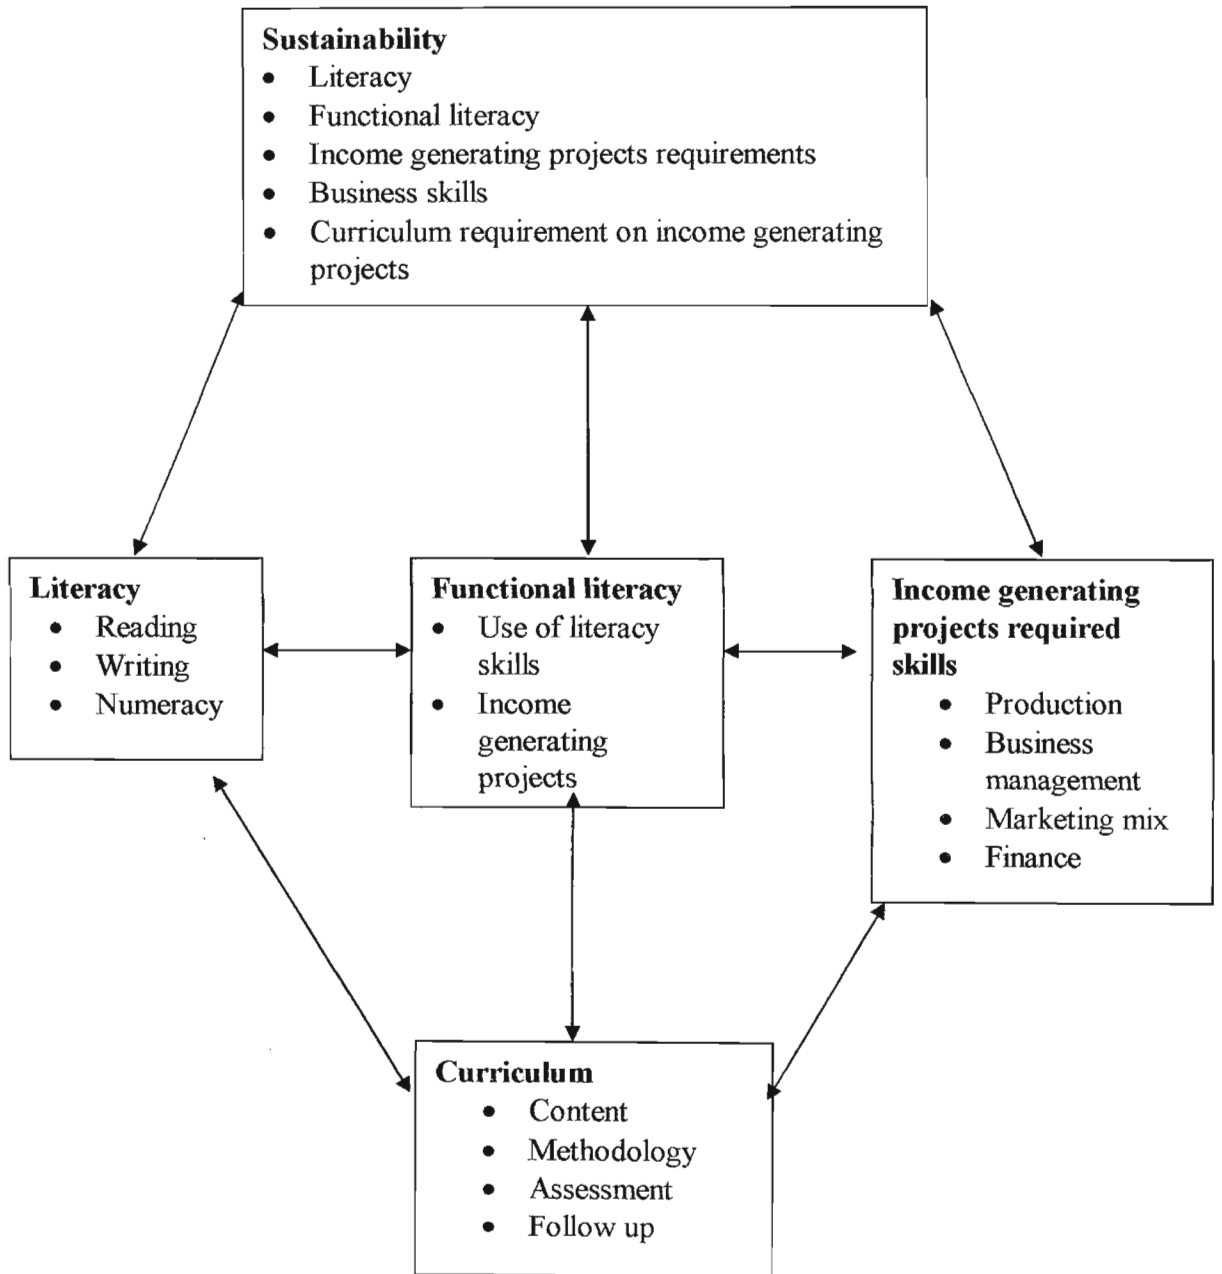 Sustainability
• Literacy
• Functional literacy
• Income generating projects requirements
• Business skills
• Curriculum requirement on income generating
projects
Literacy
• Reading
• Writing
• Numeracy
Functional literacy
• Use of literacy
skills
• Income
generating
projects
Income generating
projects required
skills
• Production
• Business
management
• Marketing mix
• Finance
Curriculum
• Content
• Methodology
• Assessment
• Follow up